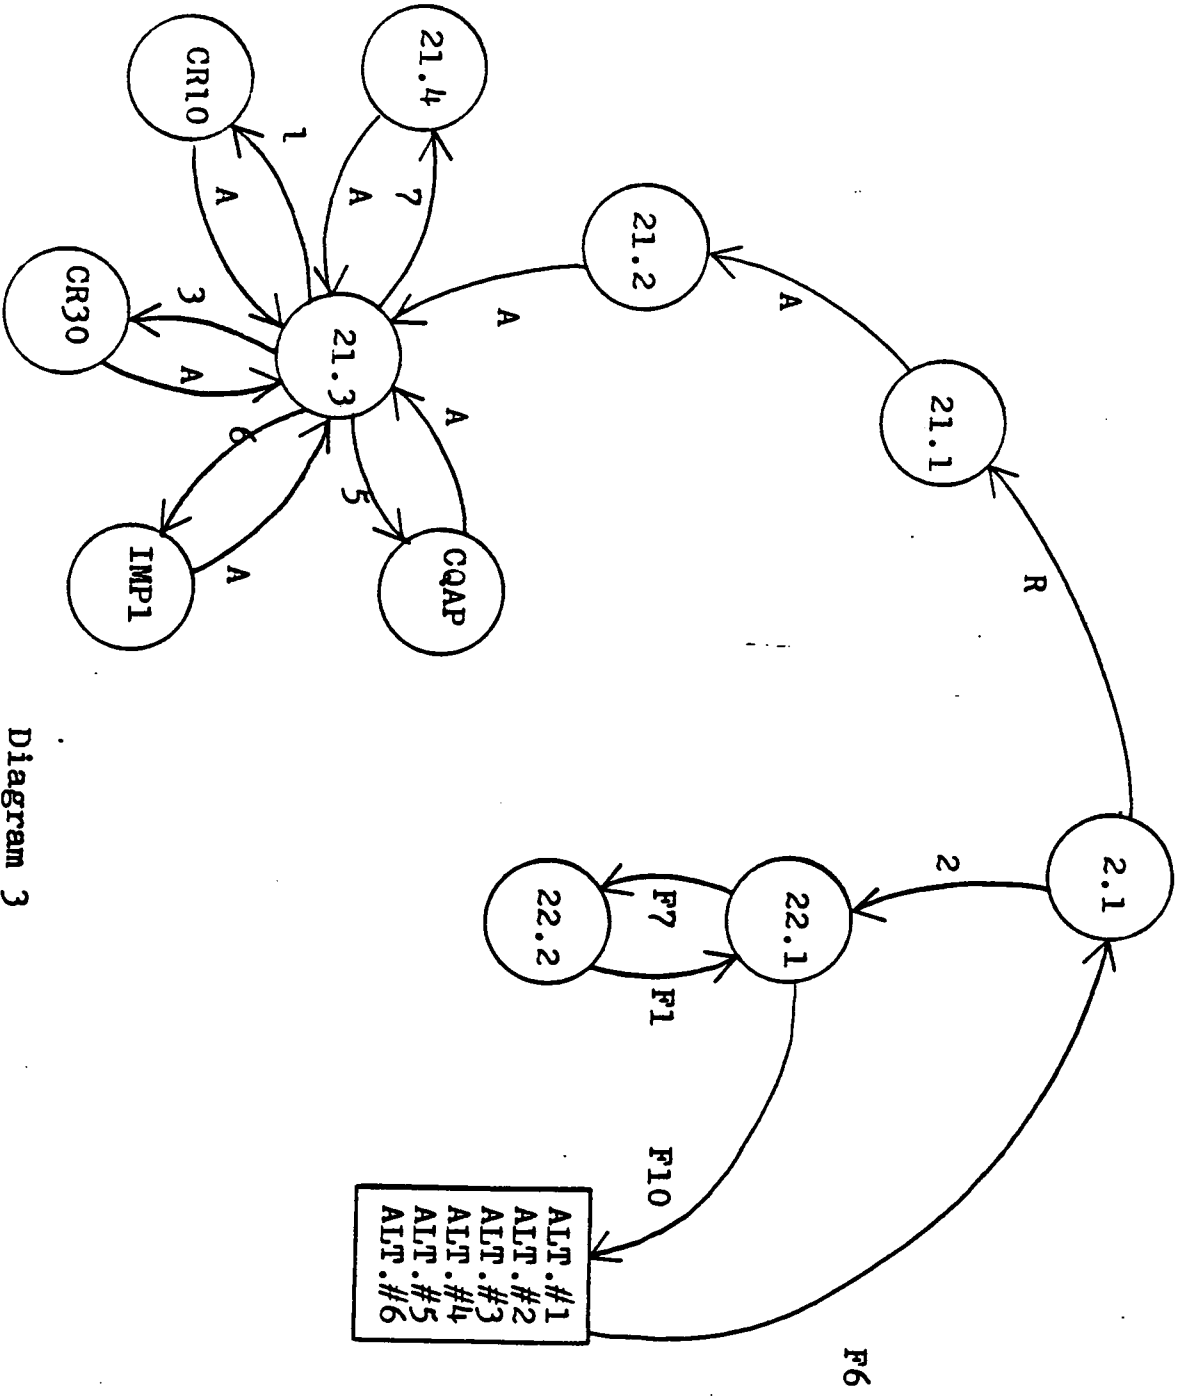 2.1
R
2
F6
21.1
22.1
A
F7
F1
F10
21.2
22.2
ALT.#1
ALT.#2
ALT.#3
ALT.#4
ALT.#5
ALT.#6
A
21.4
7
A
A
CQAP
5
21.3
1
A
CR10
6
A
IMP1
3
A
CR30
Diagram 3